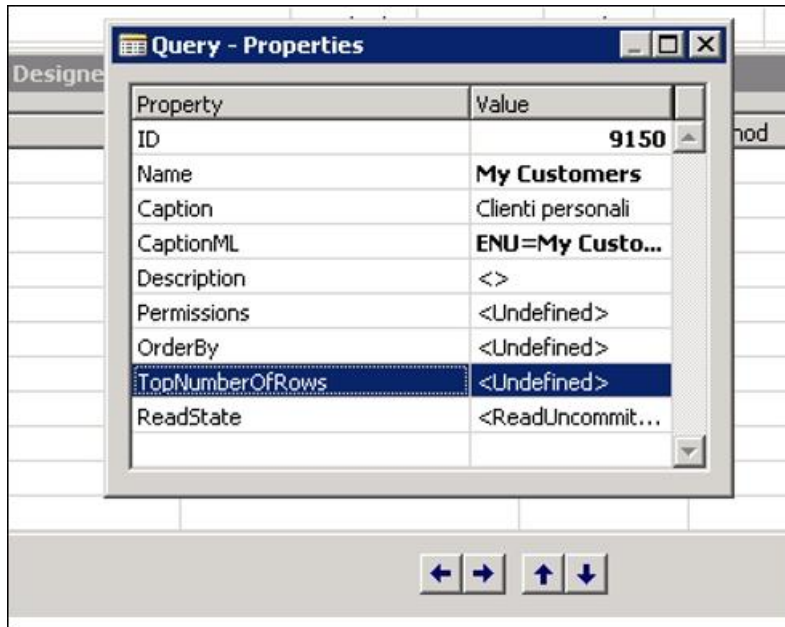 Query - Properties
Designe
Property Value
ID 9150
Name My Customers
Caption Clienti personali
CaptionML ENU=My Custo...
Description <>
Permissions <Undefined>
OrderBy <Undefined>
TopNumberOfRows <Undefined>
ReadState <ReadUncommit...